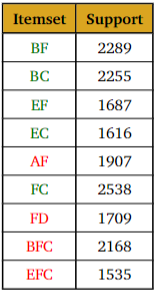 Itemset Support
BF 2289
BC 2255
EF 1687
EC 1616
AF 1907
FC 2538
FD 1709
BFC 2168
EFC 1535